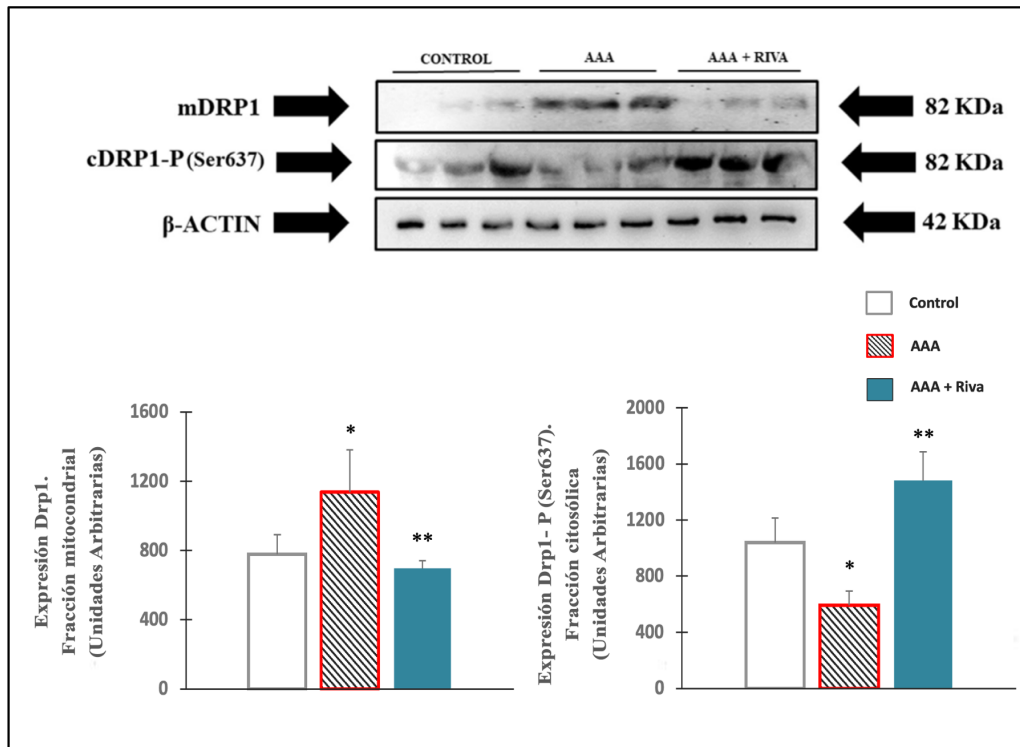 CONTROL AAA AAA + RIVA
mDRP1 82 KDa
cDRP1-P (Ser637) 82 KDa
β-ACTIN 42 KDa
Control
AAA
AAA + Riva
Expresión Drp1.
Fracción mitocondrial
(Unidades Arbitrarias)
1600
1200
800
400
0
*
**
Expresión Drp1- P (Ser637).
Fracción citosólica
(Unidades Arbitrarias)
2000
1600
1200
800
400
0
*
**